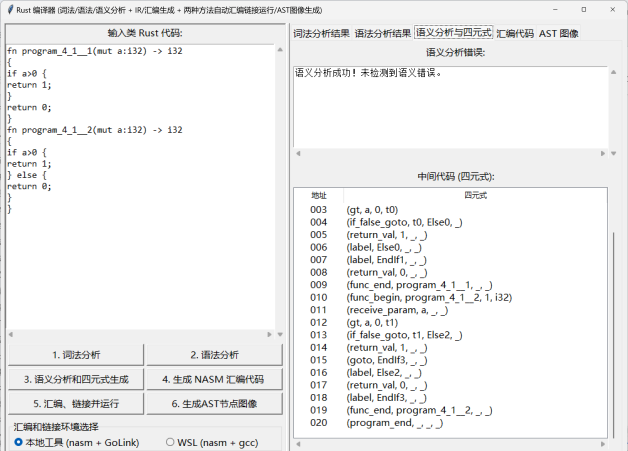 Rust 编译器 (词法/语法/语义分析 + IR/汇编生成 + 两种方法自动汇编链接运行/AST图像生成)
输入类 Rust 代码:
fn program_4_1__1(mut a:i32) -> i32
{
if a>0 {
return 1;
}
return 0;
}
fn program_4_1__2(mut a:i32) -> i32
{
if a>0 {
return 1;
} else {
return 0;
}
}
1. 词法分析
2. 语法分析
3. 语义分析和四元式生成
4. 生成 NASM 汇编代码
5. 汇编、链接并运行
6. 生成AST节点图像
汇编和链接环境选择
本地工具 (nasm + GoLink)
WSL (nasm + gcc)
词法分析结果 语法分析结果 语义分析与四元式 汇编代码 AST 图像
语义分析错误:
语义分析成功! 未检测到语义错误。
中间代码 (四元式):
地址 四元式
003 (gt, a, 0, t0)
004 (if_false_goto, t0, Else0, _)
005 (return_val, 1, _, _)
006 (label, Else0, _, _)
007 (label, EndIf1, _, _)
008 (return_val, 0, _, _)
009 (func_end, program_4_1__1, _, _)
010 (func_begin, program_4_1__2, 1, i32)
011 (receive_param, a, _, _)
012 (gt, a, 0, t1)
013 (if_false_goto, t1, Else2, _)
014 (return_val, 1, _, _)
015 (goto, EndIf3, _, _)
016 (label, Else2, _, _)
017 (return_val, 0, _, _)
018 (label, EndIf3, _, _)
019 (func_end, program_4_1__2, _, _)
020 (program_end, _, _, _)